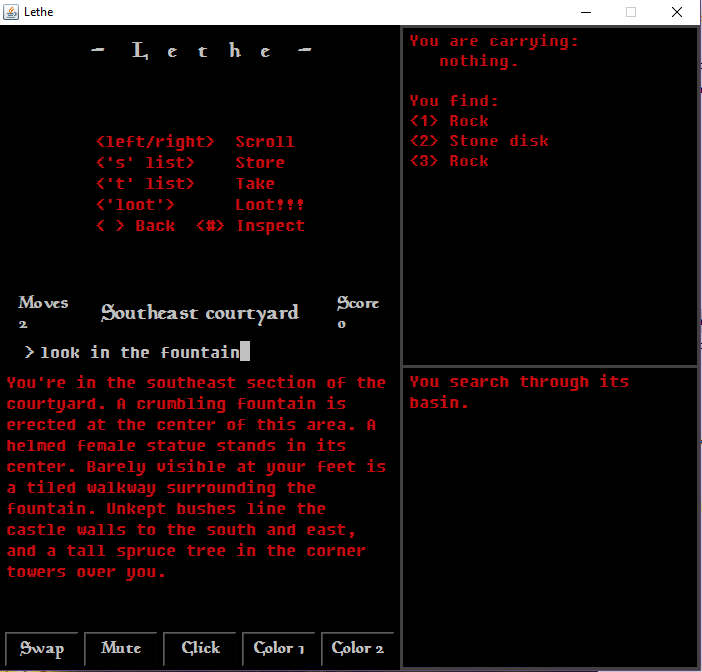 Lethe
- L e t h e -
<left/right> Scroll
<'s' list> Store
<'t' list> Take
<'loot'> Loot!!!
< > Back <#> Inspect
Moves
2
Southeast courtyard
Score
0
>look in the fountain
You're in the southeast section of the
courtyard. A crumbling fountain is
erected at the center of this area. A
helmed female statue stands in its
center. Barely visible at your feet is
a tiled walkway surrounding the
fountain. Unkept bushes line the
castle walls to the south and east,
and a tall spruce tree in the corner
towers over you.
Swap
Mute
Click
Color 1
Color 2
You are carrying:
nothing.
You find:
<1> Rock
<2> Stone disk
<3> Rock
You search through its
basin.